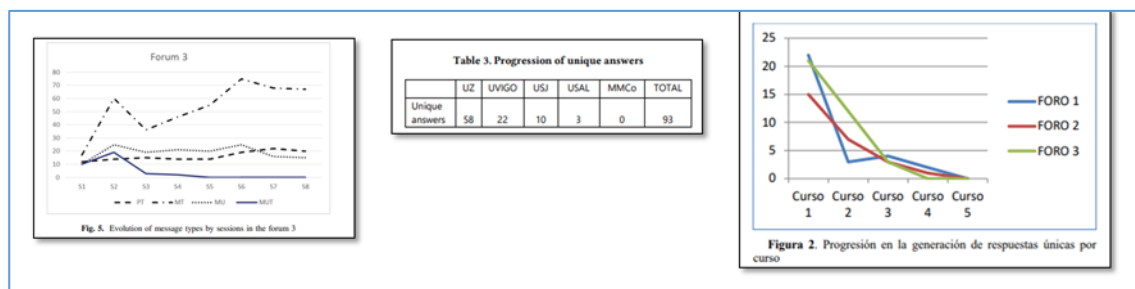 Forum 3
80
70
60
50
40
30
20
10
0
S1 S2 S3 S4 S5 S6 S7 S8
PT MT MU MUT
Fig. 5. Evolution of message types by sessions in the forum 3
Table 3. Progression of unique answers
UZ UVIGO USJ USAL MMCo TOTAL
Unique
answers 58 22 10 3 0 93
25
20
15
10
5
0
Curso Curso Curso Curso Curso
1 2 3 4 5
FORO 1
FORO 2
FORO 3
Figura 2. Progresión en la generación de respuestas únicas por
curso